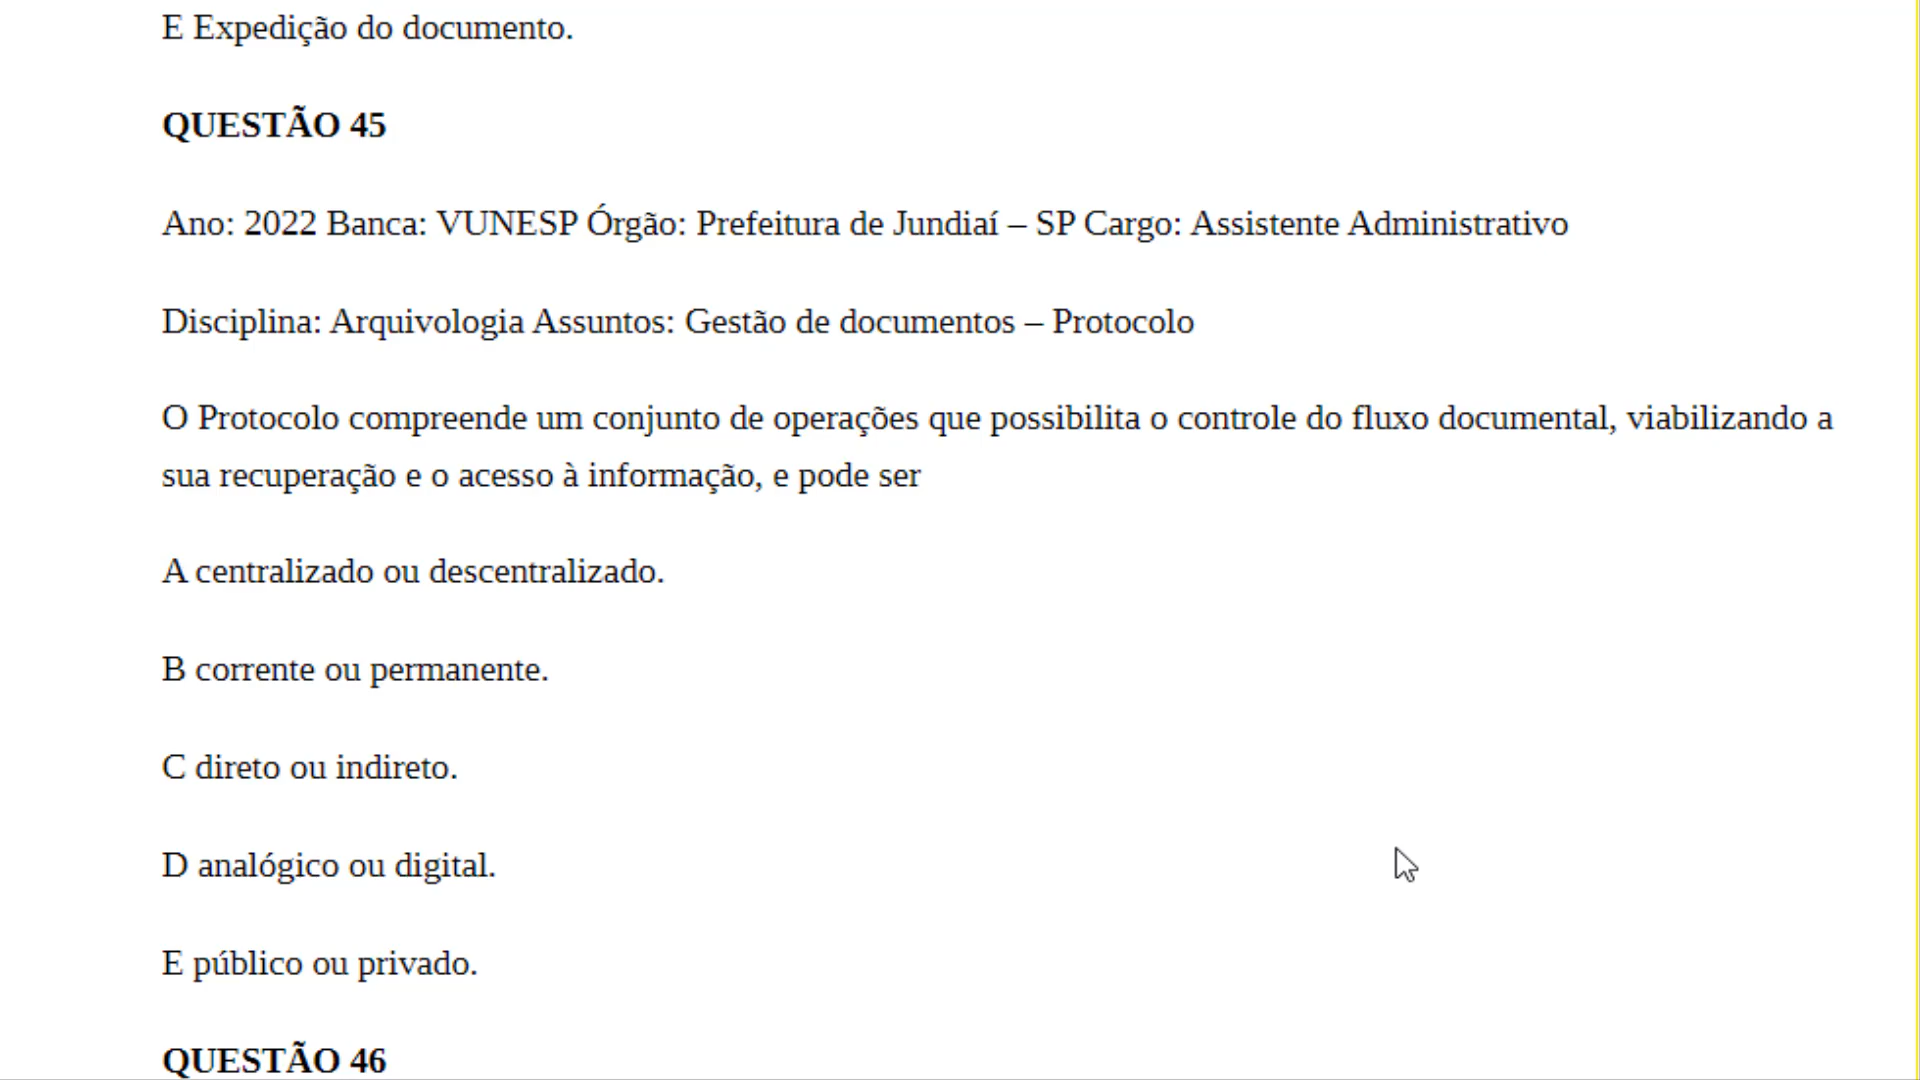 E Expedição do documento.
QUESTÃO 45
Ano: 2022 Banca: VUNESP Órgão: Prefeitura de Jundiaí – SP Cargo: Assistente Administrativo
Disciplina: Arquivologia Assuntos: Gestão de documentos – Protocolo
O Protocolo compreende um conjunto de operações que possibilita o controle do fluxo documental, viabilizando a
sua recuperação e o acesso à informação, e pode ser
A centralizado ou descentralizado.
B corrente ou permanente.
C direto ou indireto.
D analógico ou digital.
E público ou privado.
QUESTÃO 46